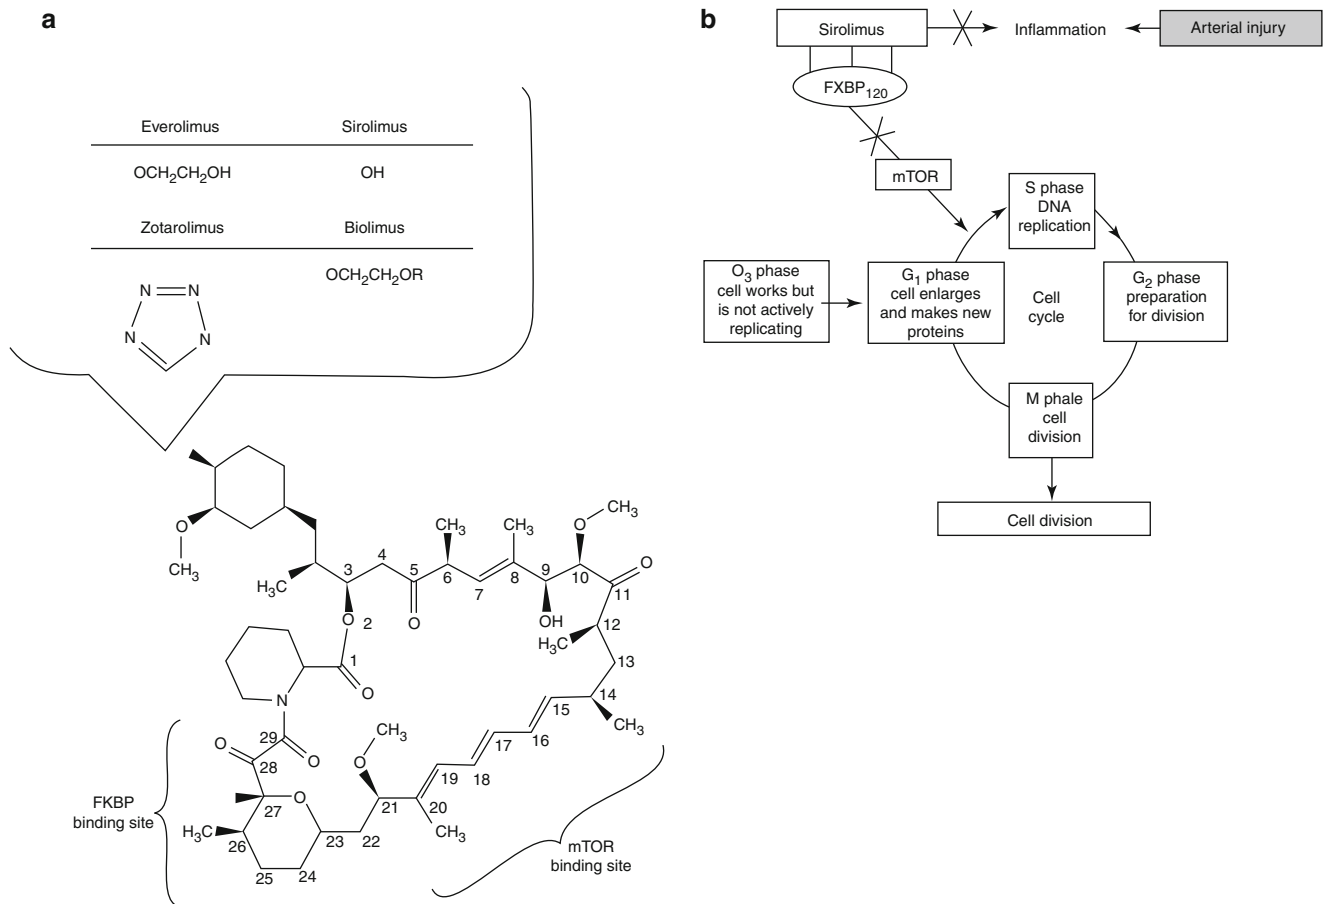 a
Everolimus Sirolimus
OCH2CH2OH OH
Zotarolimus Biolimus
OCH2CH2OR
N N
N N
O
CH3
H3C
3
4
5
O
CH3
6
7
CH3
8
9
OH
10
O
CH3
11
O
12
H3C
13
14
CH3
15
16
17
18
19
20
CH3
21
O
CH3
22
23
24
25
26
H3C
27
O
28
O
29
O
N
1
O
O 2
FKBP
binding site
mTOR
binding site
b
Sirolimus
Inflammation
Arterial injury
FXBP120
mTOR
S phase
DNA
replication
O3 phase
cell works but
is not actively
replicating
G1 phase
cell enlarges
and makes new
proteins
Cell
cycle
G2 phase
preparation
for division
M phale
cell
division
Cell division